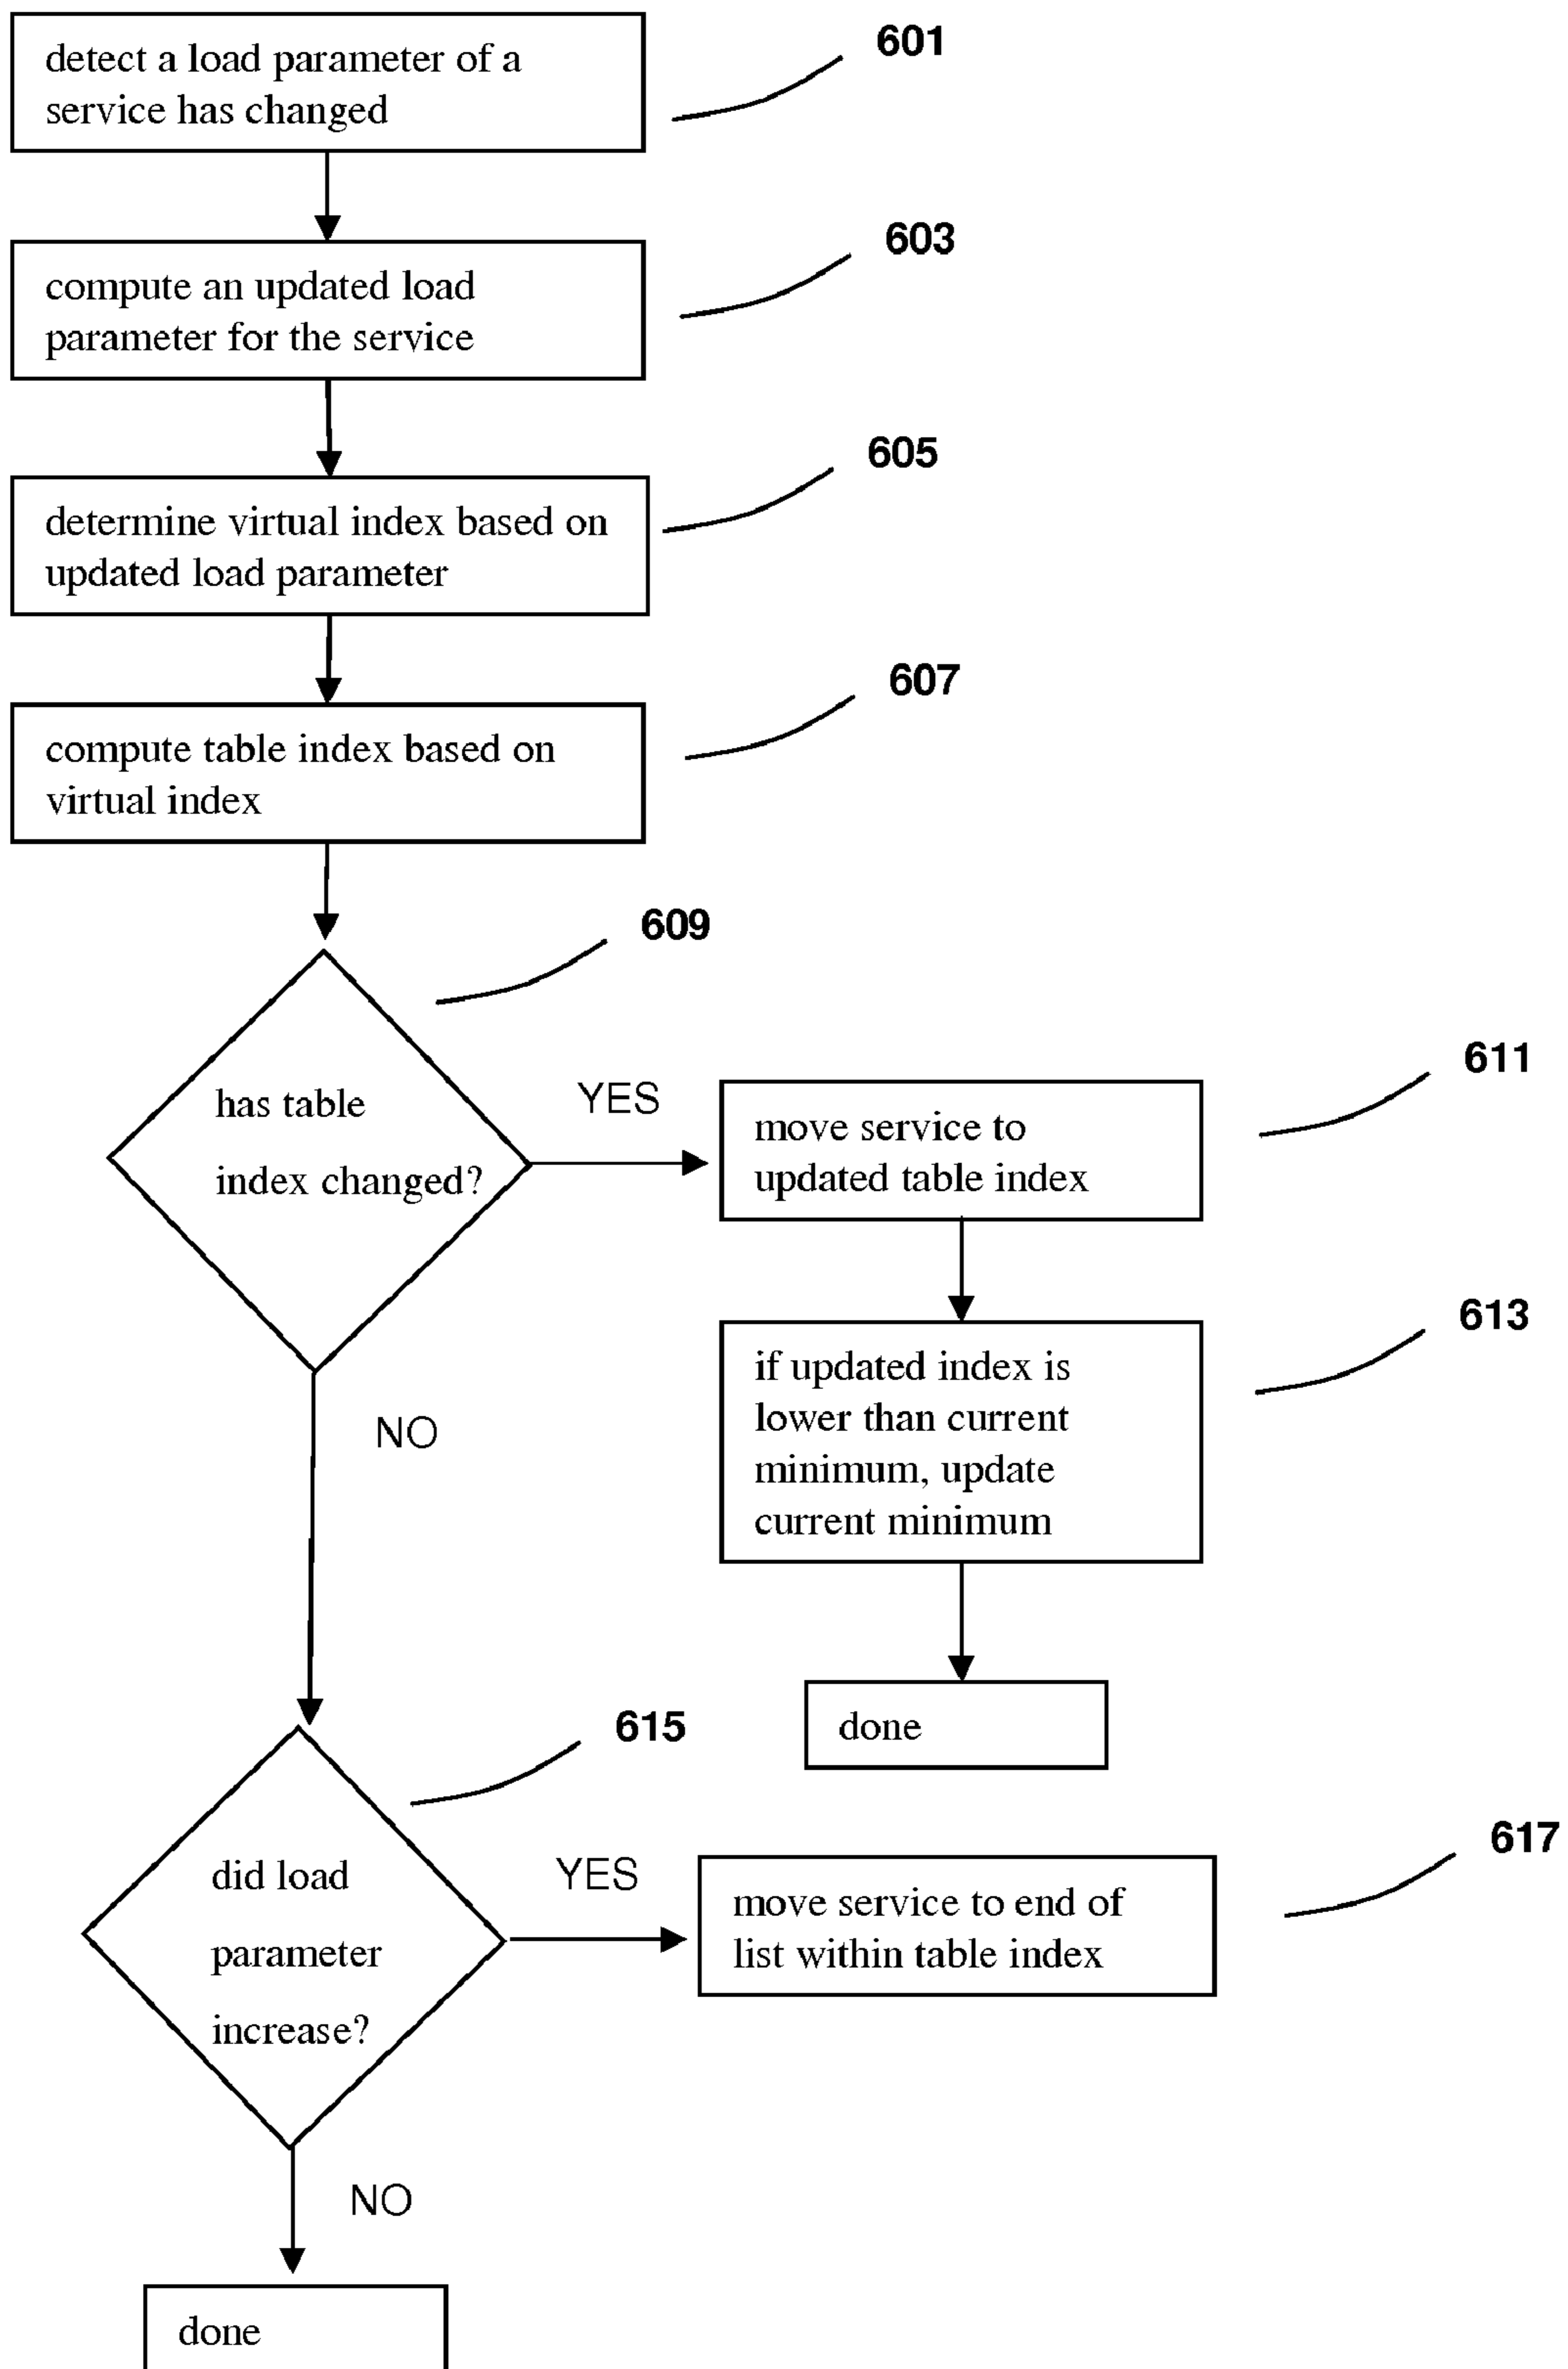 detect a load parameter of a
service has changed
601
compute an updated load
parameter for the service
603
determine virtual index based on
updated load parameter
605
compute table index based on
virtual index
607
609
has table
index changed?
YES
move service to
updated table index
611
if updated index is
lower than current
minimum, update
current minimum
613
NO
done
615
did load
parameter
increase?
YES
move service to end of
list within table index
617
NO
done